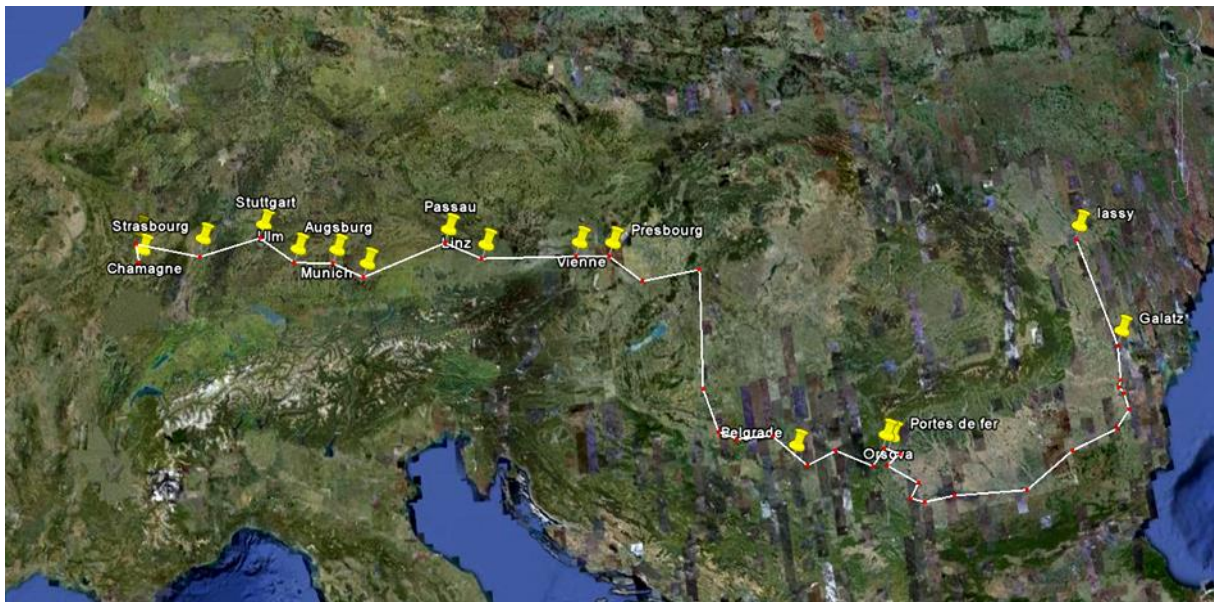 Strasbourg
Chamagne
Stuttgart
Ulm
Augsburg
Munich
Passau
Linz
Vienne
Presbourg
Belgrade
Orsova
Portes de fer
Galatz
Iassy